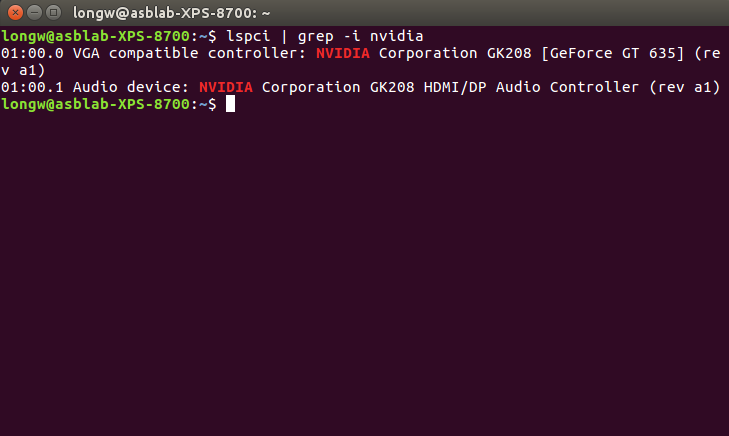 longw@asblab-XPS-8700: ~
longw@asblab-XPS-8700:~$ lspci | grep -i nvidia
01:00.0 VGA compatible controller: NVIDIA Corporation GK208 [GeForce GT 635] (re
v a1)
01:00.1 Audio device: NVIDIA Corporation GK208 HDMI/DP Audio Controller (rev a1)
longw@asblab-XPS-8700:~$